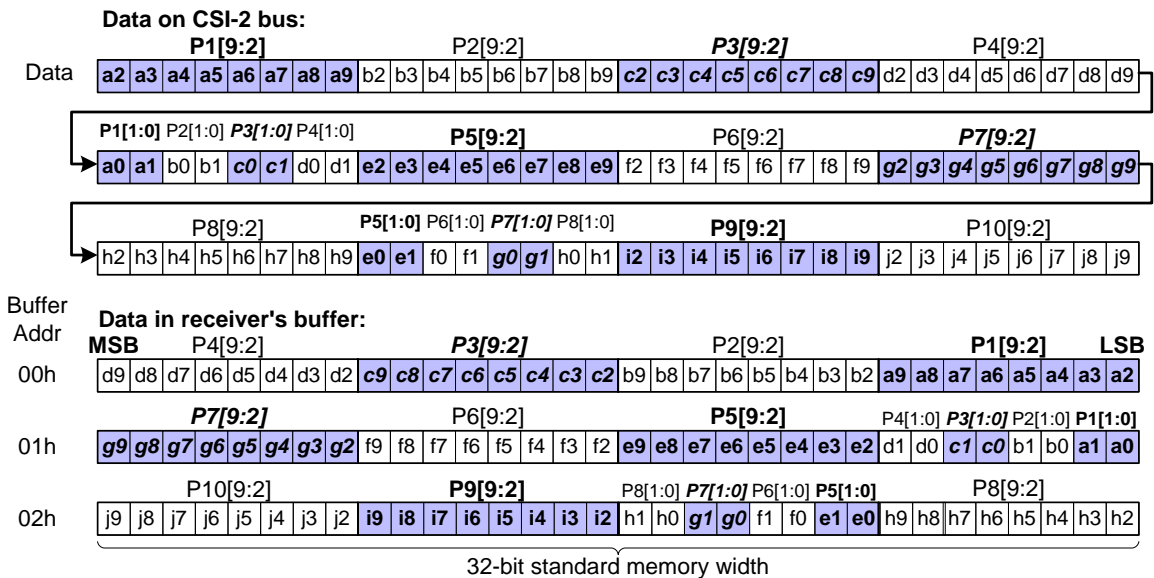 Data on CSI-2 bus:
P1[9:2] P2[9:2] P3[9:2] P4[9:2]
Data a2 a3 a4 a5 a6 a7 a8 a9 b2 b3 b4 b5 b6 b7 b8 b9 c2 c3 c4 c5 c6 c7 c8 c9 d2 d3 d4 d5 d6 d7 d8 d9
P1[1:0] P2[1:0] P3[1:0] P4[1:0] P5[9:2] P6[9:2] P7[9:2]
a0 a1 b0 b1 c0 c1 d0 d1 e2 e3 e4 e5 e6 e7 e8 e9 f2 f3 f4 f5 f6 f7 f8 f9 g2 g3 g4 g5 g6 g7 g8 g9
P8[9:2] P5[1:0] P6[1:0] P7[1:0] P8[1:0] P9[9:2] P10[9:2]
h2 h3 h4 h5 h6 h7 h8 h9 e0 e1 f0 f1 g0 g1 h0 h1 i2 i3 i4 i5 i6 i7 i8 i9 j2 j3 j4 j5 j6 j7 j8 j9
Buffer
Addr
Data in receiver's buffer:
MSB P4[9:2] P3[9:2] P2[9:2] P1[9:2] LSB
00h d9 d8 d7 d6 d5 d4 d3 d2 c9 c8 c7 c6 c5 c4 c3 c2 b9 b8 b7 b6 b5 b4 b3 b2 a9 a8 a7 a6 a5 a4 a3 a2
P7[9:2] P6[9:2] P5[9:2] P4[1:0] P3[1:0] P2[1:0] P1[1:0]
01h g9 g8 g7 g6 g5 g4 g3 g2 f9 f8 f7 f6 f5 f4 f3 f2 e9 e8 e7 e6 e5 e4 e3 e2 d1 d0 c1 c0 b1 b0 a1 a0
P10[9:2] P9[9:2] P8[1:0] P7[1:0] P6[1:0] P5[1:0] P8[9:2]
02h j9 j8 j7 j6 j5 j4 j3 j2 i9 i8 i7 i6 i5 i4 i3 i2 h1 h0 g1 g0 f1 f0 e1 e0 h9 h8 h7 h6 h5 h4 h3 h2
32-bit standard memory width